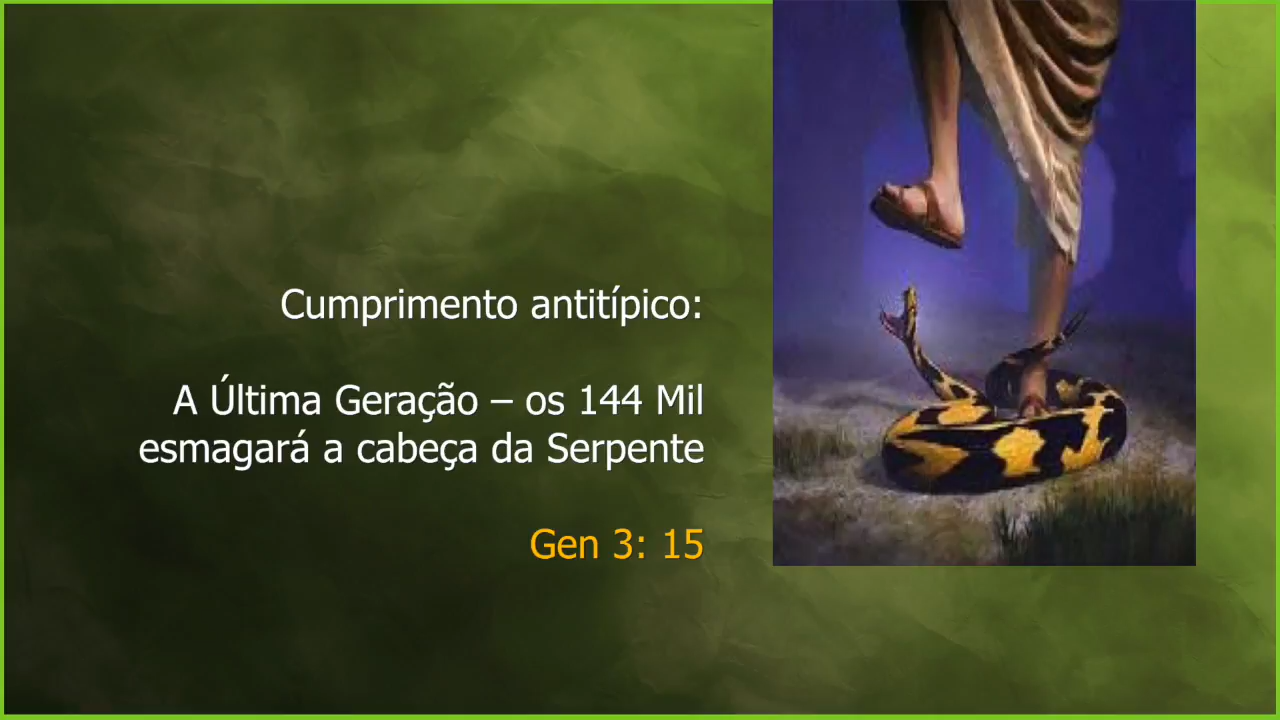 Cumprimento antitípico:
A Última Geração – os 144 Mil
esmagará a cabeça da Serpente
Gen 3: 15